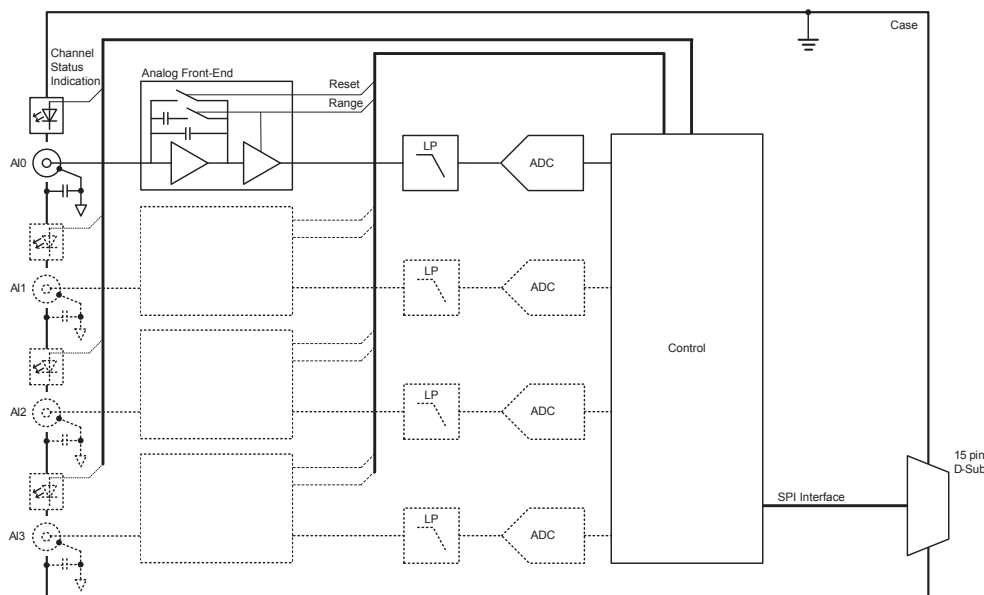 Case
Channel
Status
Indication
Analog Front-End
Reset
Range
AI0
LP
ADC
AI1
LP
ADC
Control
AI2
LP
ADC
15 pin
D-Sub
SPI Interface
AI3
LP
ADC